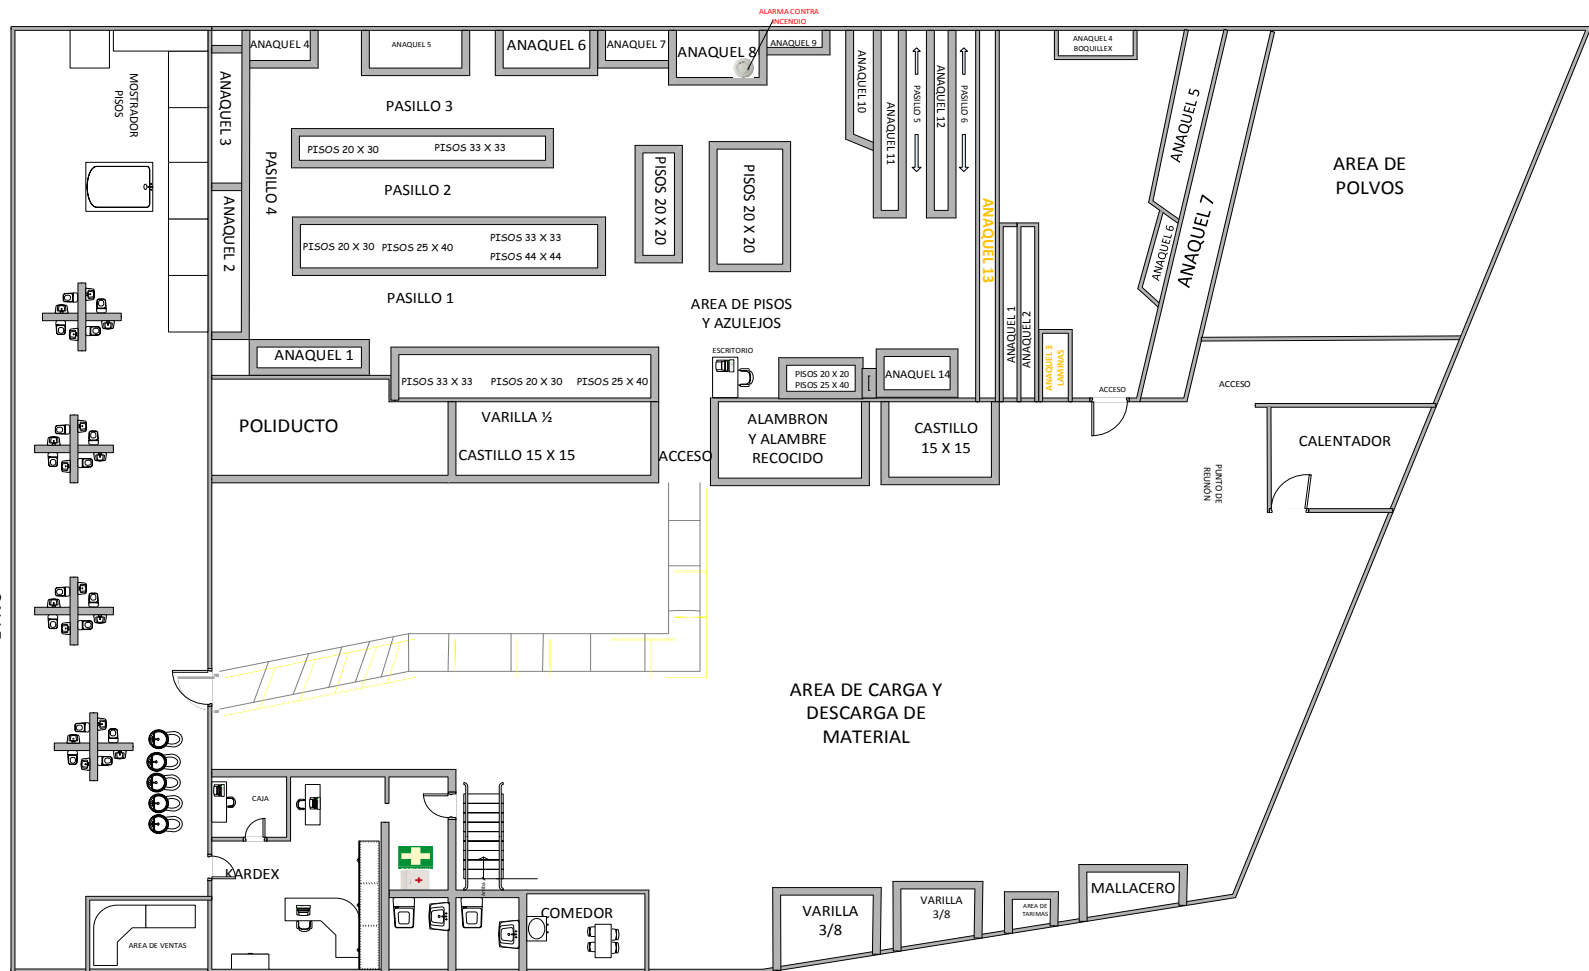 ALARMA CONTRA
INCENDIO
ANAQUEL 4
ANAQUEL 5
ANAQUEL 6
ANAQUEL 7
ANAQUEL 8
ANAQUEL 9
ANAQUEL 4
BOQUILLEX
MOSTRADOR
PISOS
ANAQUEL 3
ANAQUEL 2
PASILLO 4
PASILLO 3
PISOS 20 X 30
PISOS 33 X 33
PASILLO 2
PISOS 20 X 30
PISOS 25 X 40
PISOS 33 X 33
PISOS 44 X 44
PASILLO 1
PISOS 20 X 20
PISOS 20 X 20
ANAQUEL 10
ANAQUEL 11
PASILLO 5
ANAQUEL 12
PASILLO 6
ANAQUEL 13
ANAQUEL 1
ANAQUEL 2
ANAQUEL 3
LAMINAS
ANAQUEL 5
ANAQUEL 6
ANAQUEL 7
AREA DE
POLVOS
AREA DE PISOS
Y AZULEJOS
ANAQUEL 1
ESCRITORIO
PISOS 33 X 33
PISOS 20 X 30
PISOS 25 X 40
PISOS 20 X 20
PISOS 25 X 40
ANAQUEL 14
ACCESO
ACCESO
POLIDUCTO
VARILLA ½
CASTILLO 15 X 15
ACCESO
ALAMBRON
Y ALAMBRE
RECOCIDO
CASTILLO
15 X 15
CALENTADOR
PUNTO DE
REUNÓN
AREA DE CARGA Y
DESCARGA DE
MATERIAL
CAJA
KARDEX
AREA DE VENTAS
Arriba
COMEDOR
VARILLA
3/8
VARILLA
3/8
AREA DE
TARIMAS
MALLACERO